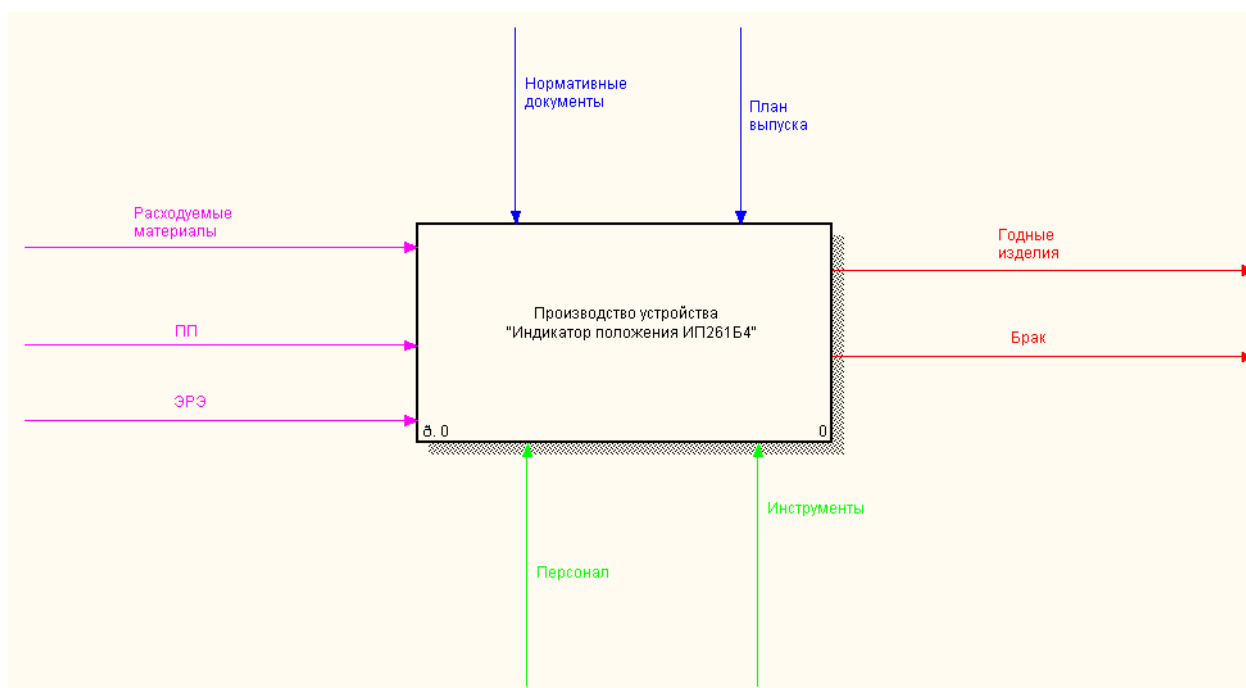 Нормативные
документы
План
выпуска
Расходуемые
материалы
Годные
изделия
Производство устройства
"Индикатор положения ИП261Б4"
ПП
Брак
ЭРЭ
ð. 0
0
Инструменты
Персонал